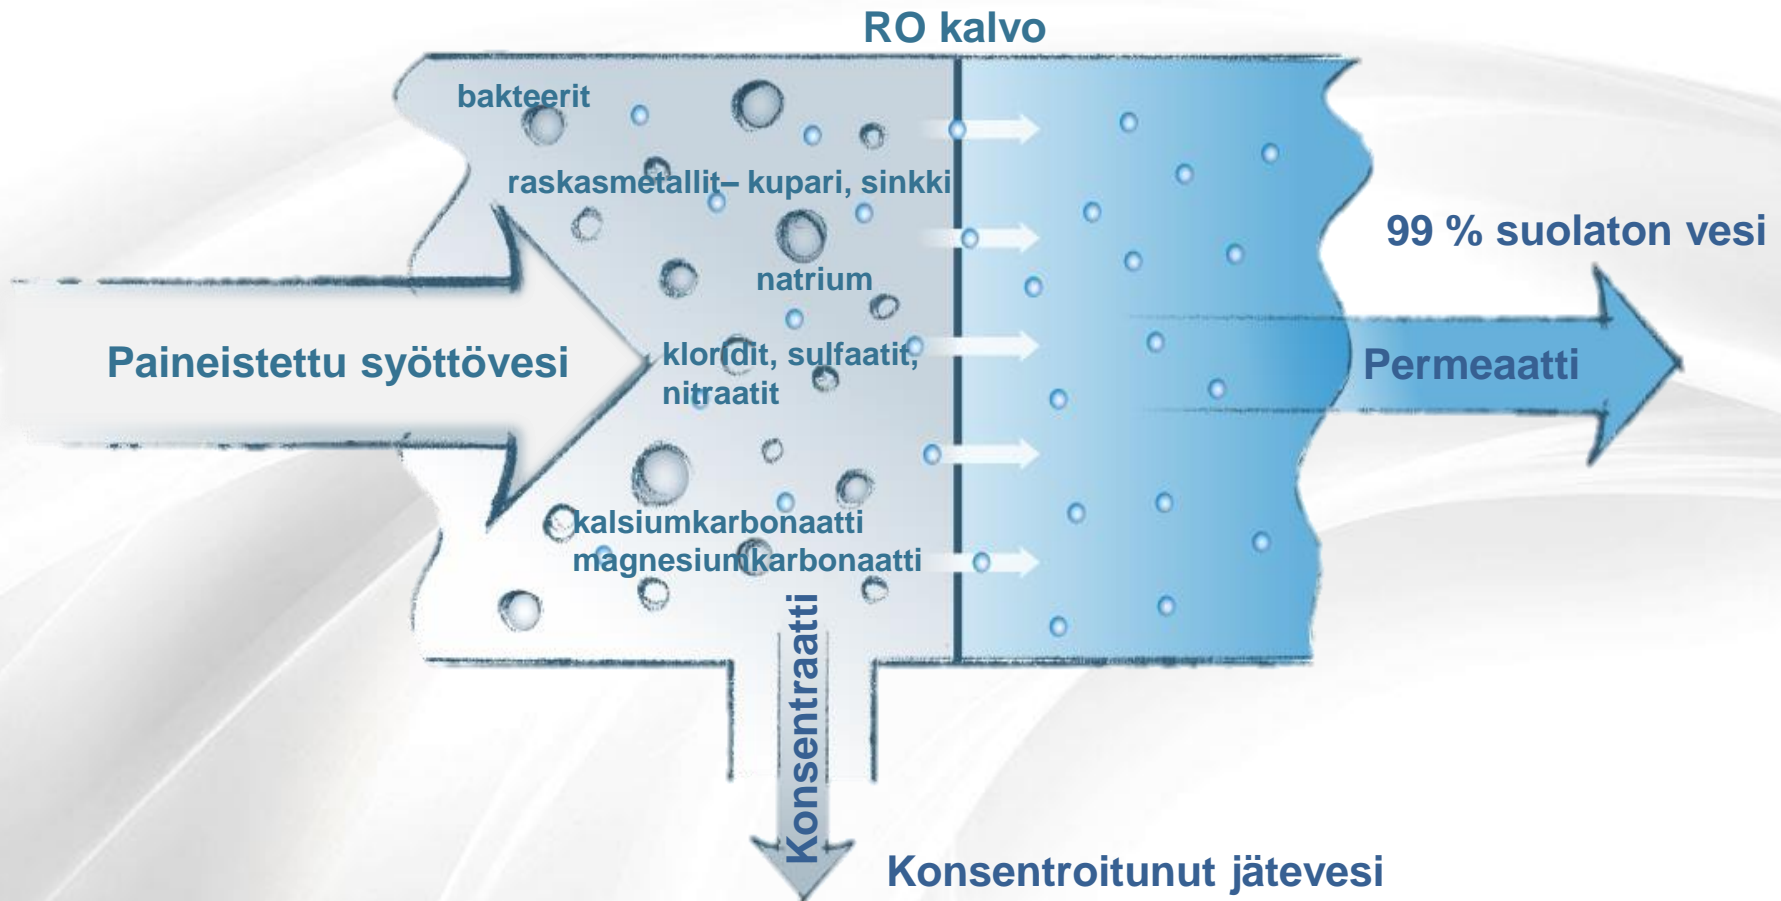 RO kalvo
bakteerit
raskasmetallit– kupari, sinkki
99 % suolaton vesi
natrium
Paineistettu syöttövesi
kloridit, sulfaatit,
nitraatit
Permeaatti
kalsiumkarbonaatti
magnesiumkarbonaatti
Konsentraatti
Konsentroitunut jätevesi